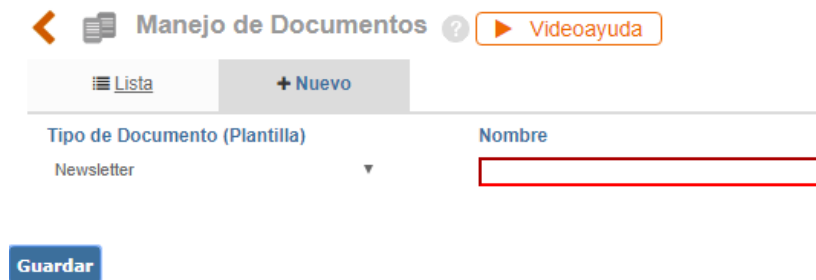 Manejo de Documentos ? Videoayuda
Lista + Nuevo
Tipo de Documento (Plantilla) Nombre
Newsletter
Guardar